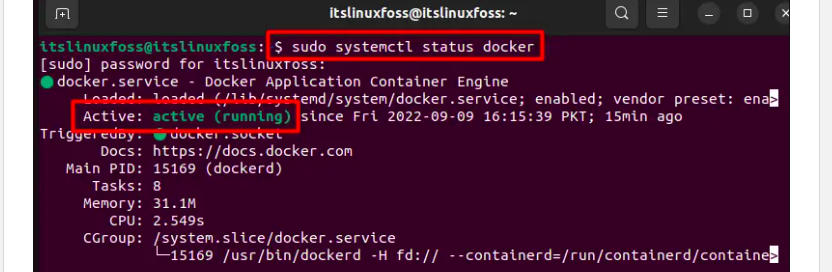 itslinuxfoss@itslinuxfoss: ~
itslinuxfoss@itslinuxfoss:~$ sudo systemctl status docker
[sudo] password for itslinuxfoss:
● docker.service - Docker Application Container Engine
Loaded: loaded (/lib/systemd/system/docker.service; enabled; vendor preset: ena>
Active: active (running) since Fri 2022-09-09 16:15:39 PKT; 15min ago
TriggeredBy: ● docker.socket
Docs: https://docs.docker.com
Main PID: 15169 (dockerd)
Tasks: 8
Memory: 31.1M
CPU: 2.549s
CGroup: /system.slice/docker.service
└─15169 /usr/bin/dockerd -H fd:// --containerd=/run/containerd/containe>